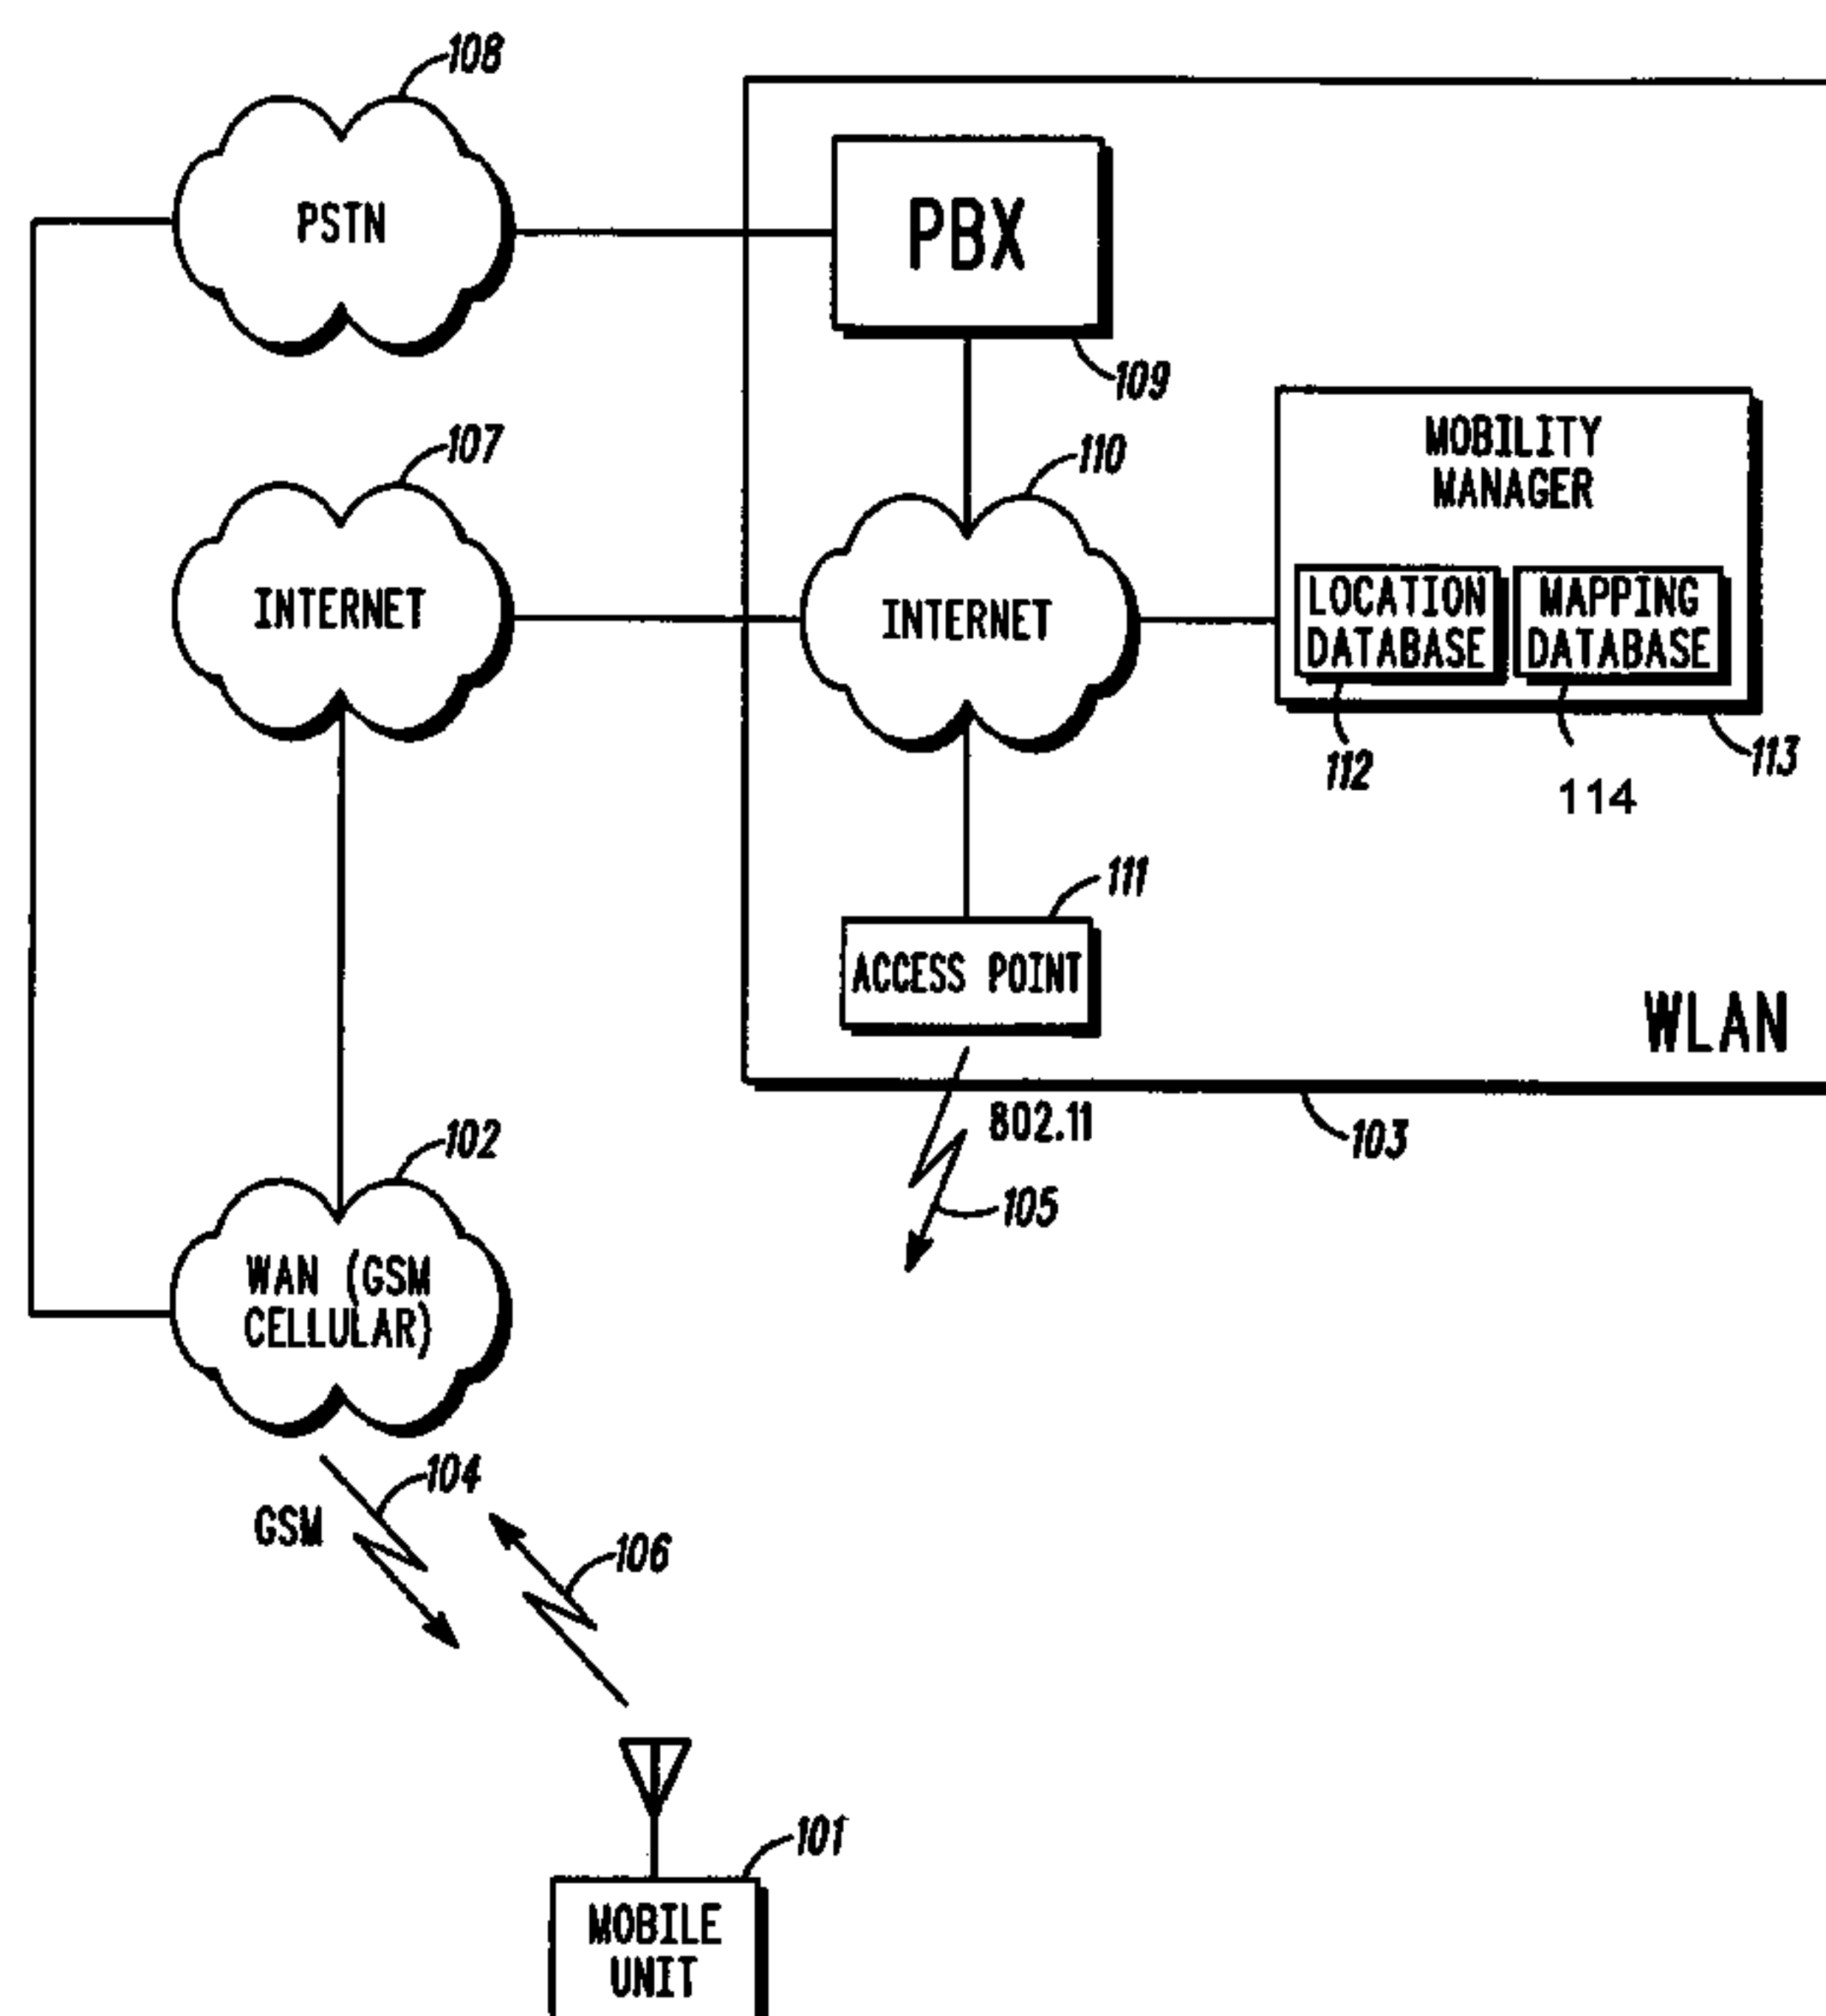 108
PSTN
PBX
109
107
INTERNET
110
INTERNET
MOBILITY
MANAGER
LOCATION
DATABASE
MAPPING
DATABASE
112
114
113
111
ACCESS POINT
WLAN
802.11
103
105
102
WAN (GSM
CELLULAR)
104
GSM
106
101
MOBILE
UNIT